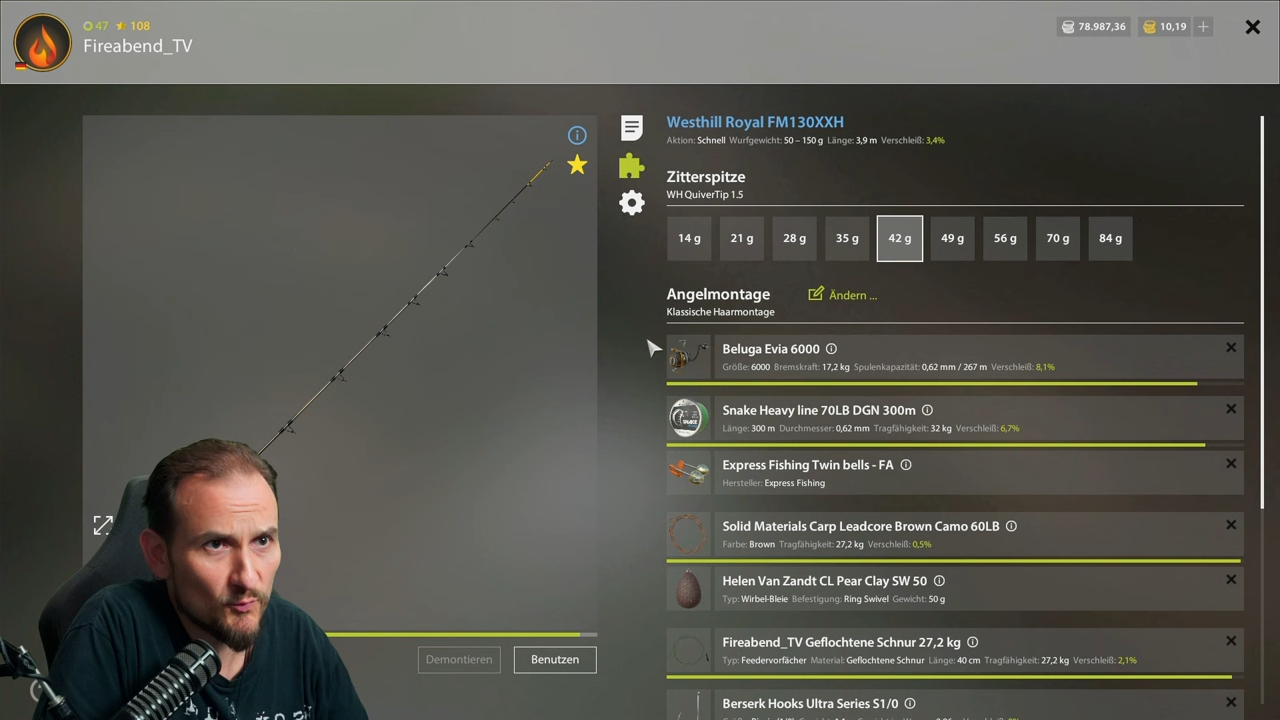 47 108
Fireabend_TV
78.987,36
10,19
Westhill Royal FM130XXH
Aktion: Schnell Wurfgewicht: 50 – 150 g Länge: 3,9 m Verschleiß: 3,4%
Zitterspitze
WH QuiverTip 1.5
14 g 21 g 28 g 35 g 42 g 49 g 56 g 70 g 84 g
Angelmontage
Ändern ...
Klassische Haarmontage
Beluga Evia 6000
Größe: 6000 Bremskraft: 17,2 kg Spulenkapazität: 0,62 mm / 267 m Verschleiß: 8,1%
Snake Heavy line 70LB DGN 300m
Länge: 300 m Durchmesser: 0,62 mm Tragfähigkeit: 32 kg Verschleiß: 6,7%
Express Fishing Twin bells - FA
Hersteller: Express Fishing
Solid Materials Carp Leadcore Brown Camo 60LB
Farbe: Brown Tragfähigkeit: 27,2 kg Verschleiß: 0,5%
Helen Van Zandt CL Pear Clay SW 50
Typ: Wirbel-Bleie Befestigung: Ring Swivel Gewicht: 50 g
Fireabend_TV Geflochtene Schnur 27,2 kg
Typ: Feedervorfächer Material: Geflochtene Schnur Länge: 40 cm Tragfähigkeit: 27,2 kg Verschleiß: 2,1%
Berserk Hooks Ultra Series S1/0
Demontieren
Benutzen